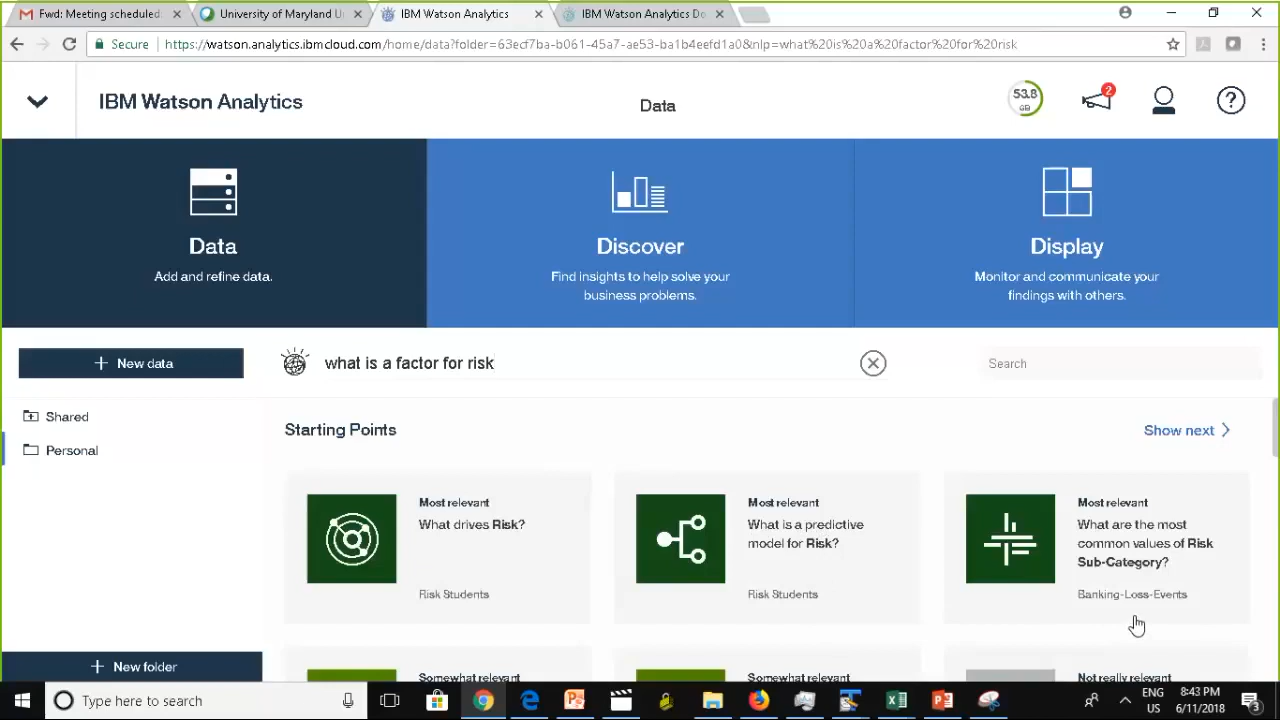 Fwd: Meeting scheduled
University of Maryland U
IBM Watson Analytics
IBM Watson Analytics Do
Secure
https://watson.analytics.ibmcloud.com/home/data?folder=63ecf7ba-b061-45a7-ae53-ba1b4eefd1a0&nlp=what%20is%20a%20factor%20for%20risk
IBM Watson Analytics
Data
53.8
GB
2
Data
Add and refine data.
Discover
Find insights to help solve your
business problems.
Display
Monitor and communicate your
findings with others.
+ New data
what is a factor for risk
Search
Shared
Personal
Starting Points
Show next
Most relevant
What drives Risk?
Risk Students
Most relevant
What is a predictive
model for Risk?
Risk Students
Most relevant
What are the most
common values of Risk
Sub-Category?
Banking-Loss-Events
+ New folder
Somewhat relevant
Somewhat relevant
Not really relevant
Type here to search
ENG
US
8:43 PM
6/11/2018
3